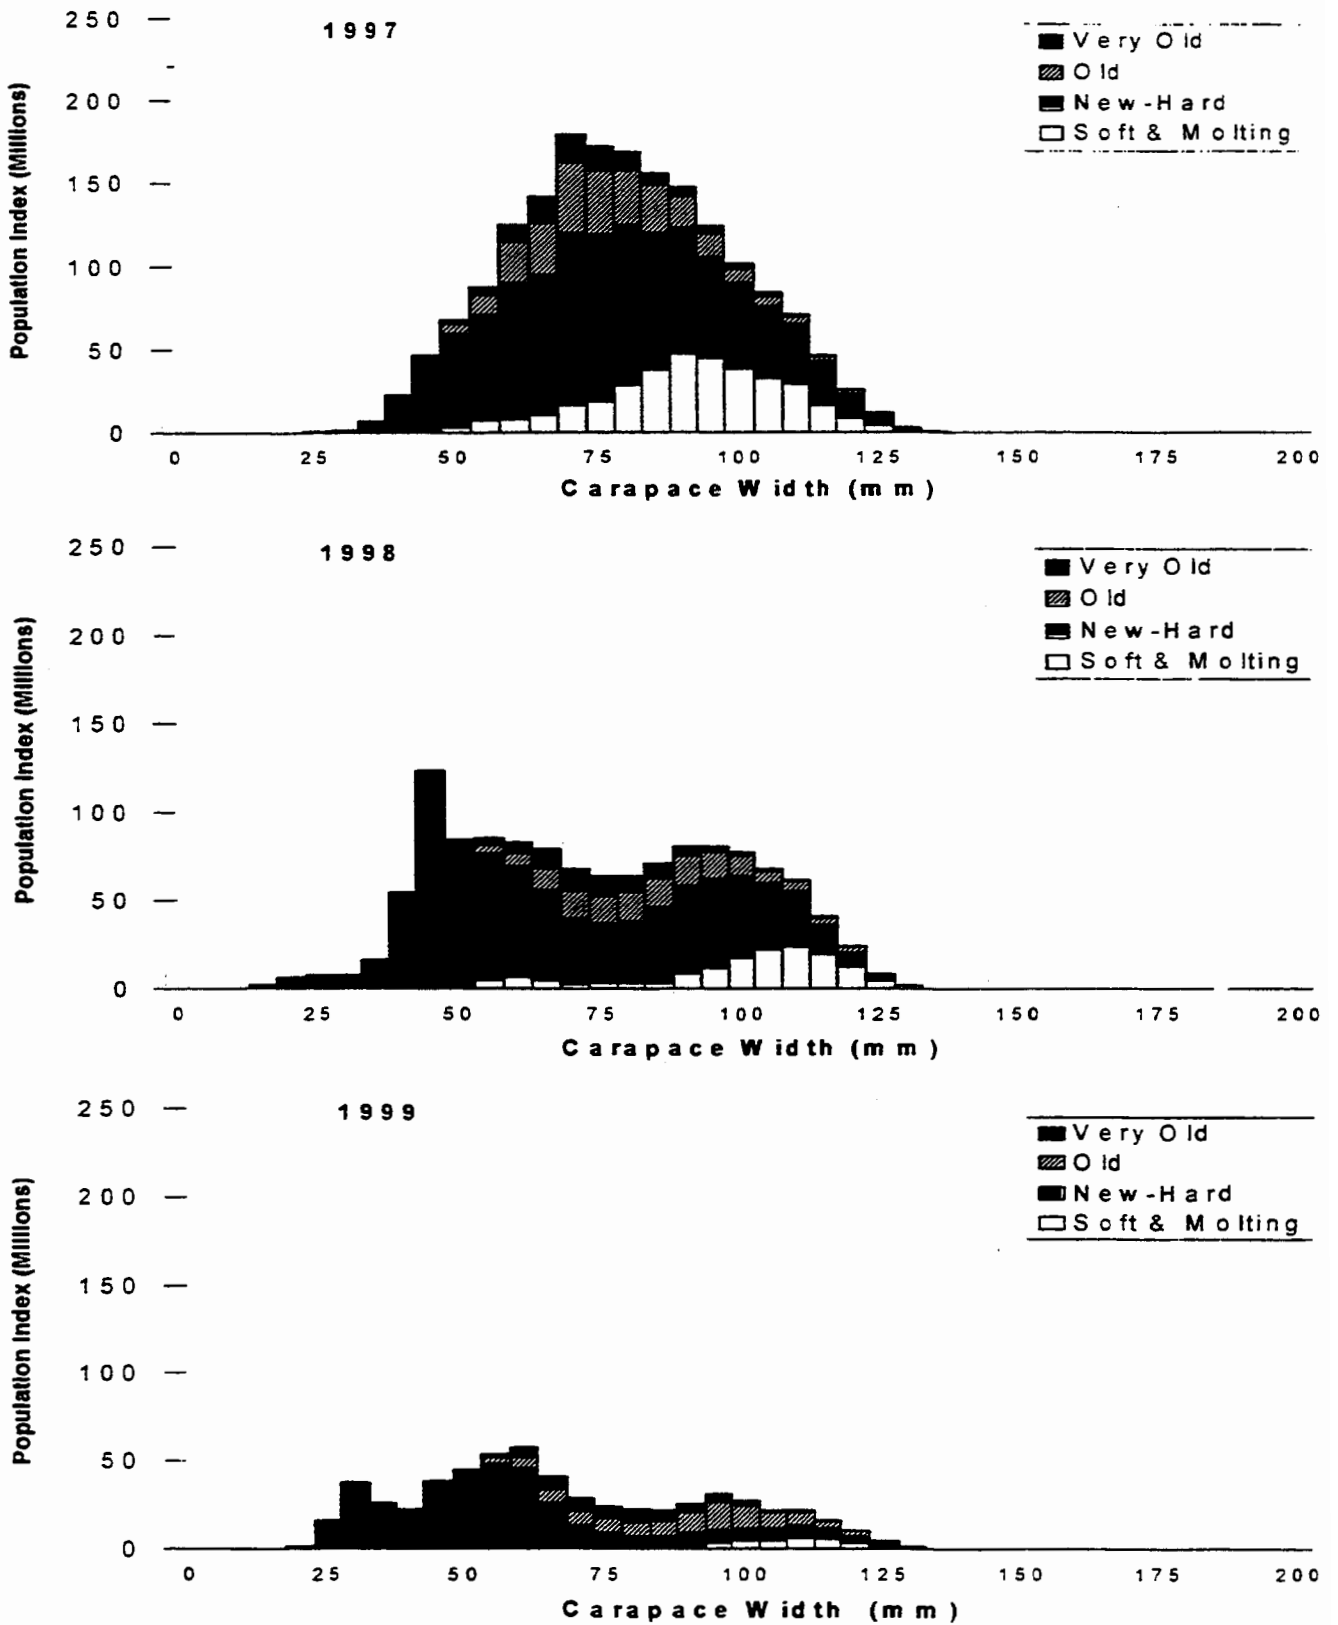 1997
250
200
150
100
50
0
Population Index (Millions)
Very Old
Old
New-Hard
Soft & Molting
0 25 50 75 100 125 150 175 200
Carapace Width (mm)
1998
250
200
150
100
50
0
Population Index (Millions)
Very Old
Old
New-Hard
Soft & Molting
0 25 50 75 100 125 150 175 200
Carapace Width (mm)
1999
250
200
150
100
50
0
Population Index (Millions)
Very Old
Old
New-Hard
Soft & Molting
0 25 50 75 100 125 150 175 200
Carapace Width (mm)